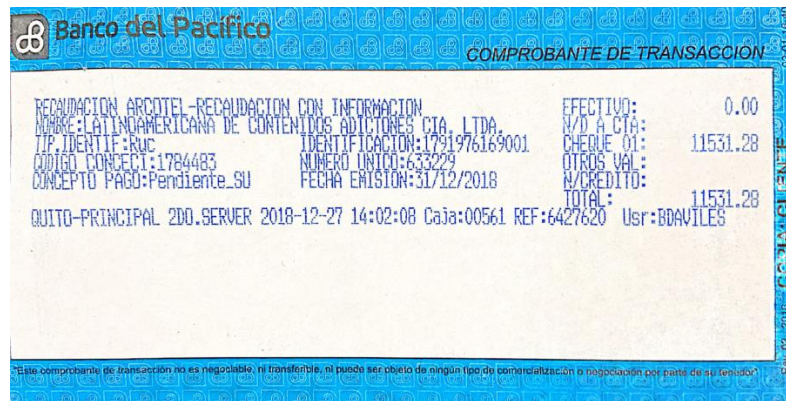 Banco del Pacífico
COMPROBANTE DE TRANSACCIÓN
RECAUDACION ARCOTEL-RECAUDACION CON INFORMACION EFECTIVO: 0.00
NOMBRE:LATINOAMERICANA DE CONTENIDOS ADICTONES CIA. LTDA. N/D A CTA:
TIP.IDENTIF:Ruc IDENTIFICACION:1791976169001 CHEQUE 01: 11531.28
CODIGO CONCECI:1784483 NUMERO UNICO:633229 OTROS VAL:
CONCEPTO PAGO:Pendiente_SU FECHA EMISION:31/12/2018 N/CREDITO:
TOTAL: 11531.28
QUITO-PRINCIPAL 2DO.SERVER 2018-12-27 14:02:08 Caja:00561 REF:6427620 Usr:BDAVILES
"Este comprobante de transacción no es negociable, ni transferible, ni puede ser objeto de ningún tipo de comercialización o negociación por parte de su tenedor"